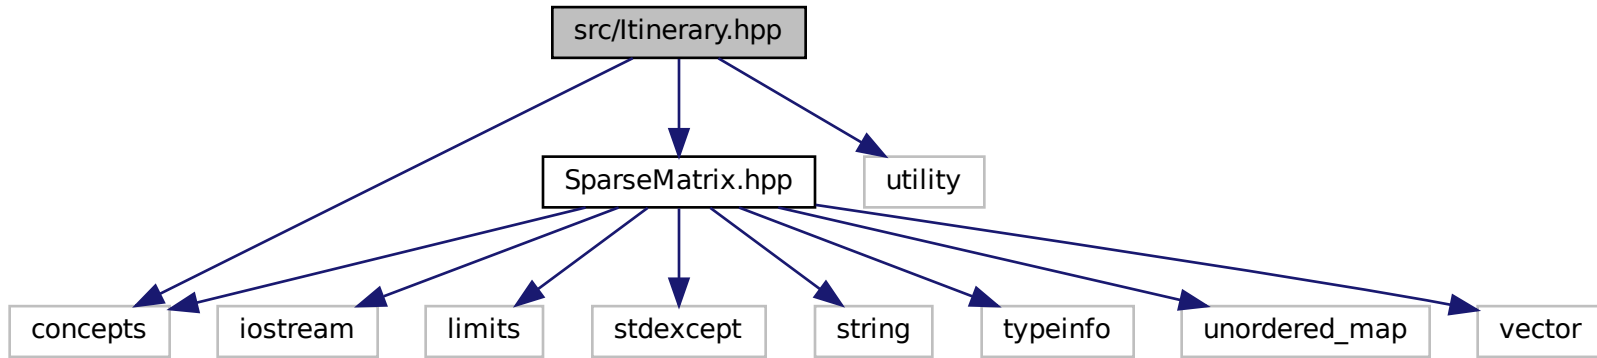 src/Itinerary.hpp
SparseMatrix.hpp
utility
concepts
iostream
limits
stdexcept
string
typeinfo
unordered_map
vector